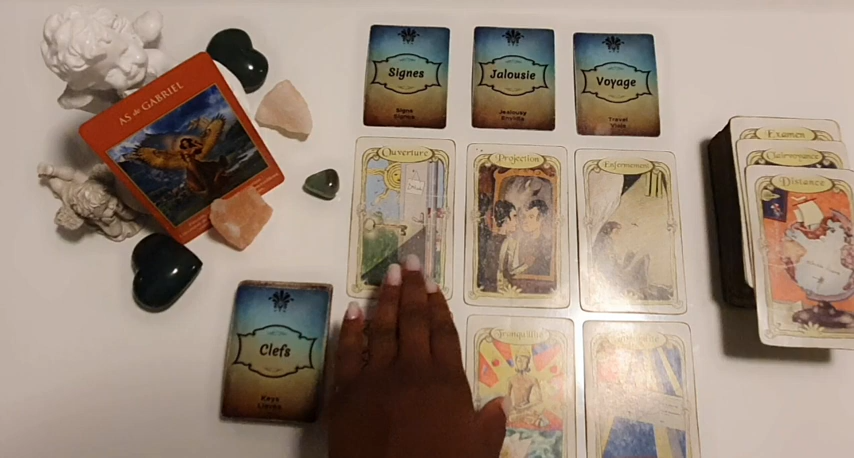 AS de GABRIEL
Signes
Signs
Jalousie
Jealousy
Envidia
Voyage
Travel
Viaje
Ouverture
Projection
Enfermement
Examen
Clairvoyance
Distance
Clefs
Keys
Llaves
Tranquillité